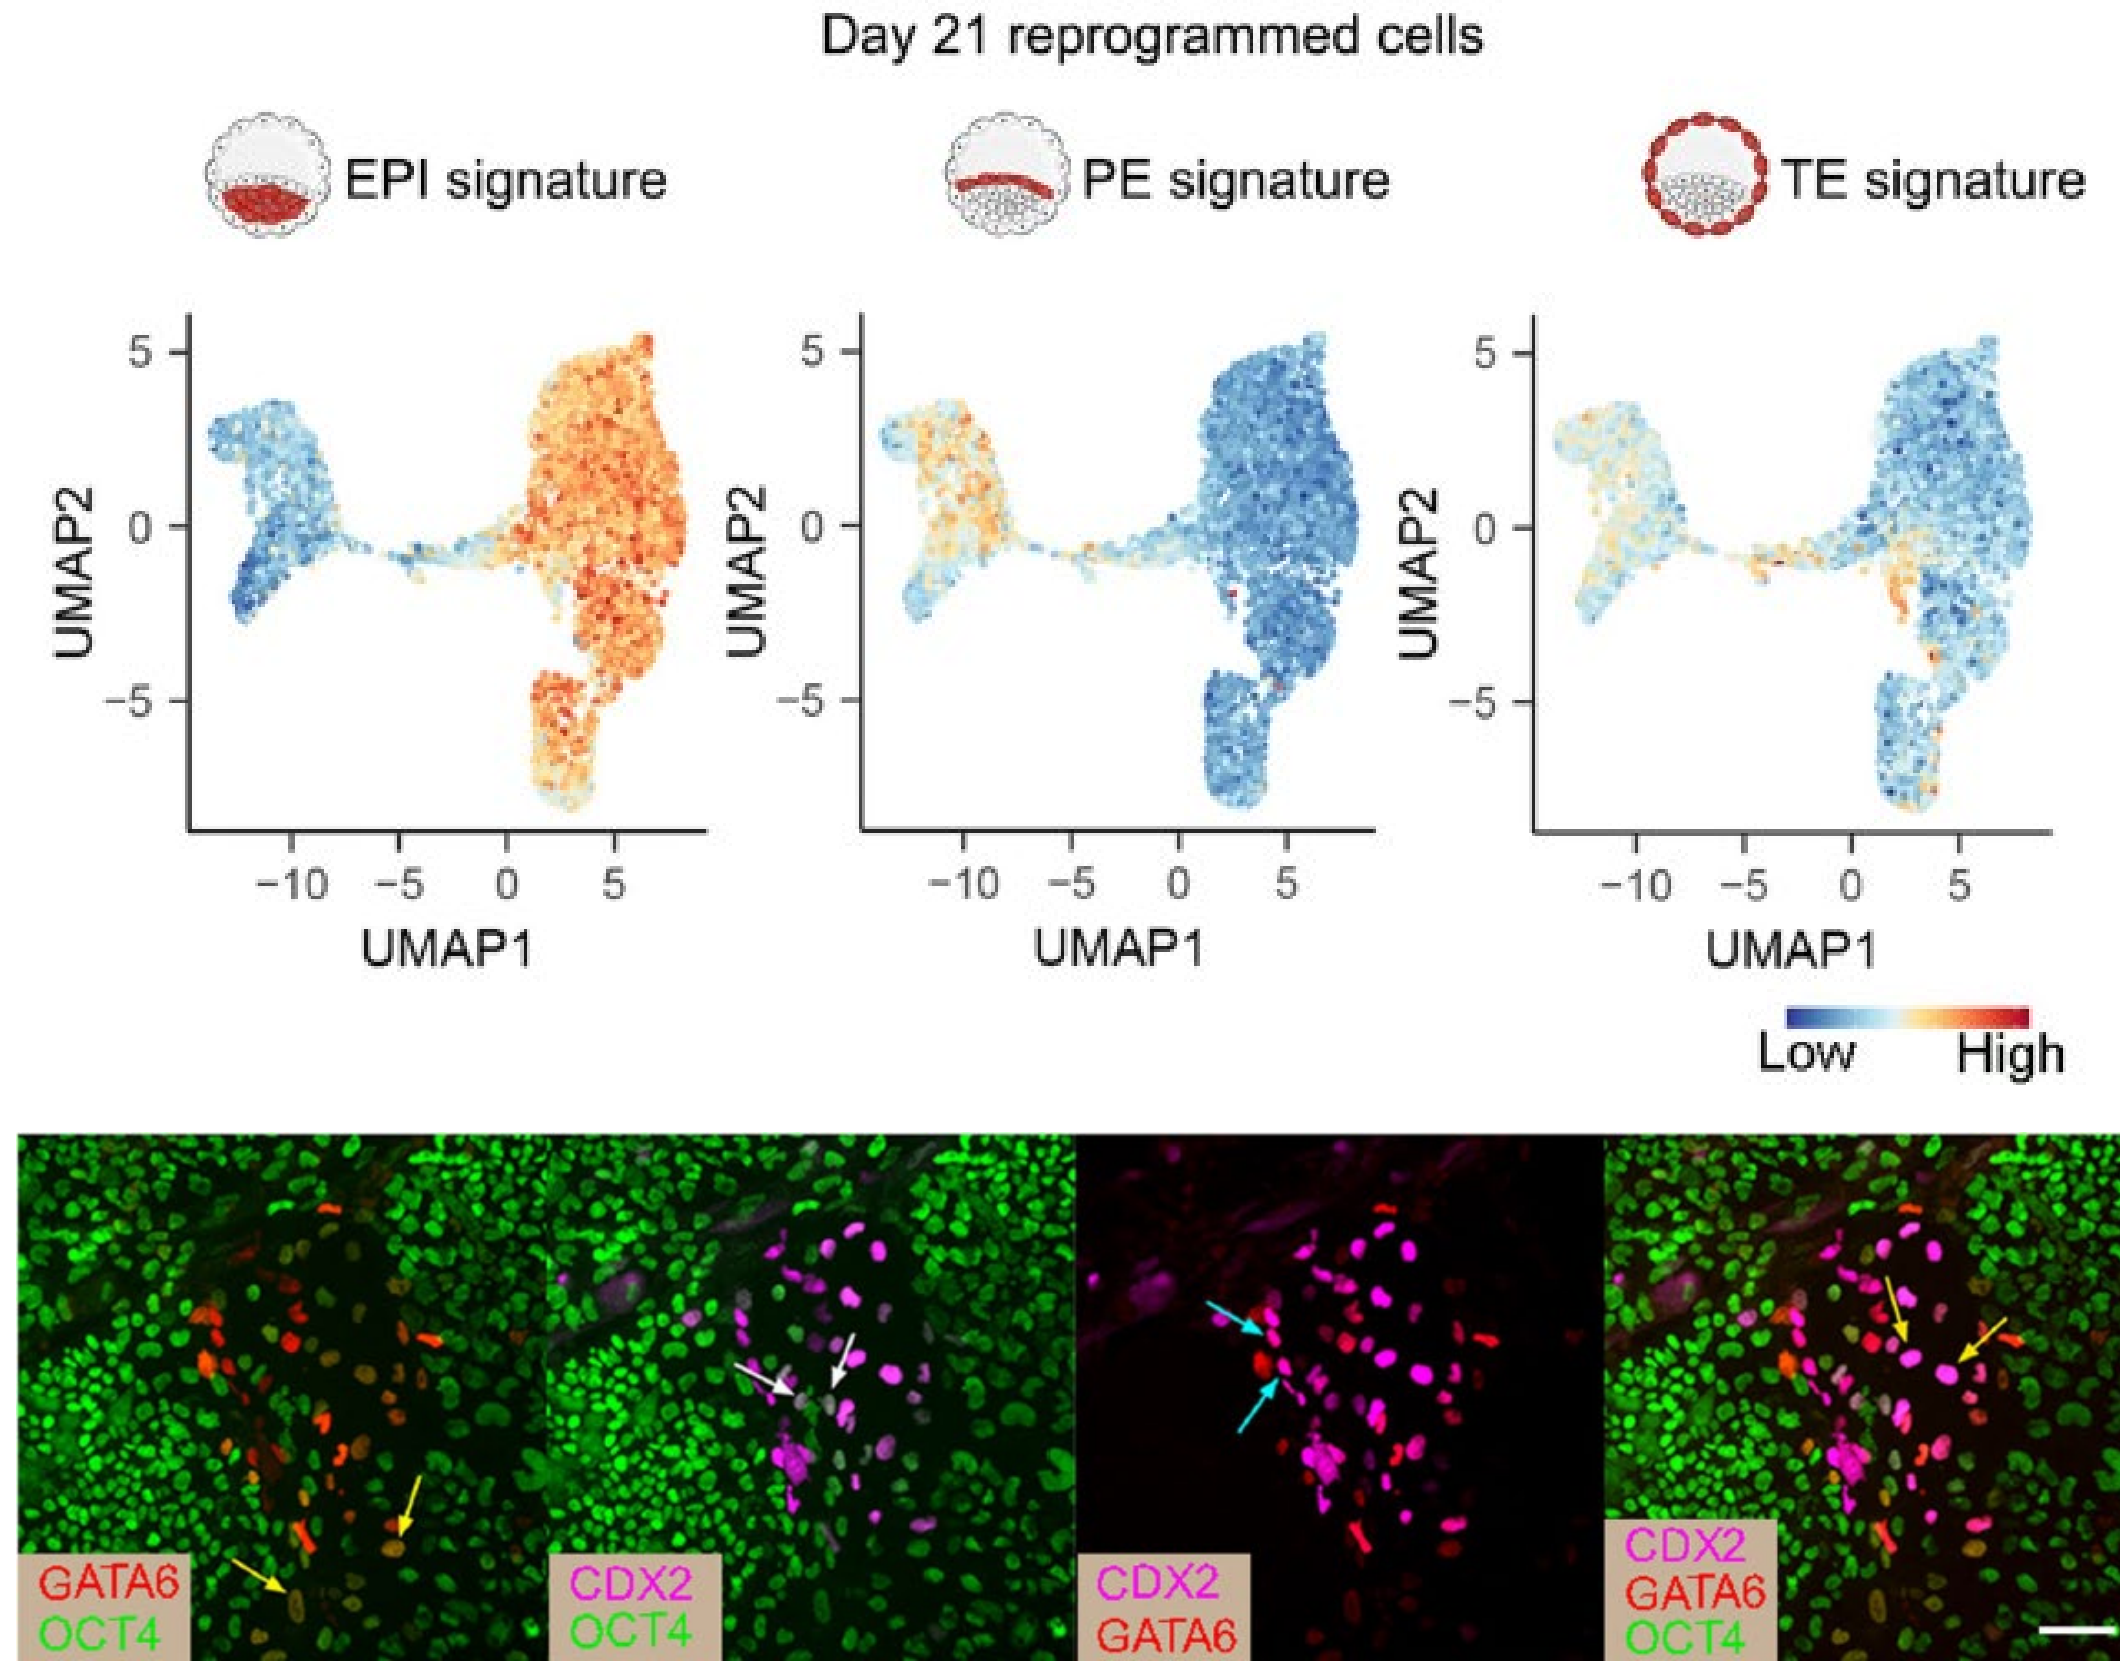 Day 21 reprogrammed cells
EPI signature
PE signature
TE signature
5
0
−5
UMAP2
−10 −5 0 5
UMAP1
5
0
−5
UMAP2
−10 −5 0 5
UMAP1
5
0
−5
UMAP2
−10 −5 0 5
UMAP1
Low High
GATA6
OCT4
CDX2
OCT4
CDX2
GATA6
CDX2
GATA6
OCT4